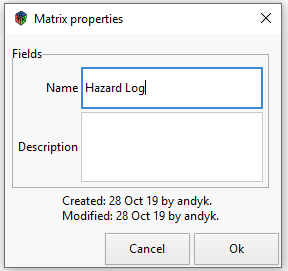 Matrix properties
Fields
Name
Hazard Log
Description
Created: 28 Oct 19 by andyk.
Modified: 28 Oct 19 by andyk.
Cancel
Ok